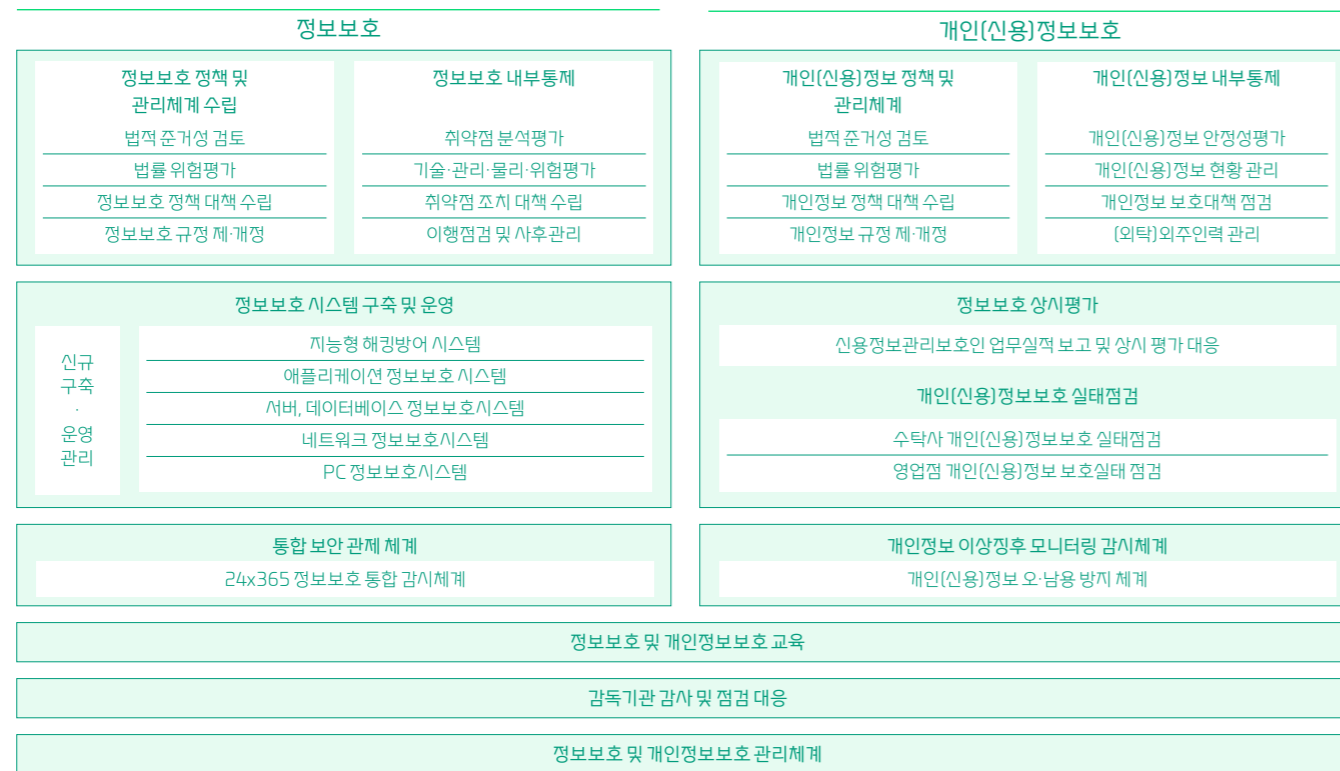 정보보호
정보보호 정책 및
관리체계 수립
법적 준거성 검토
법률 위험평가
정보보호 정책 대책 수립
정보보호 규정 제·개정
정보보호 내부통제
취약점 분석평가
기술·관리·물리·위험평가
취약점 조치 대책 수립
이행점검 및 사후관리
정보보호 시스템 구축 및 운영
신규
구축
·
운영
관리
지능형 해킹방어 시스템
애플리케이션 정보보호 시스템
서버, 데이터베이스 정보보호시스템
네트워크 정보보호시스템
PC 정보보호시스템
통합 보안 관제 체계
24x365 정보보호 통합 감시체계
개인(신용)정보보호
개인(신용)정보 정책 및
관리체계
법적 준거성 검토
법률 위험평가
개인정보 정책 대책 수립
개인정보 규정 제·개정
개인(신용)정보 내부통제
개인(신용)정보 안정성평가
개인(신용)정보 현황 관리
개인정보 보호대책 점검
(외탁)외주인력 관리
정보보호 상시평가
신용정보관리보호인 업무실적 보고 및 상시 평가 대응
개인(신용)정보보호 실태점검
수탁사 개인(신용)정보보호 실태점검
영업점 개인(신용)정보 보호실태 점검
개인정보 이상징후 모니터링 감시체계
개인(신용)정보 오·남용 방지 체계
정보보호 및 개인정보보호 교육
감독기관 감사 및 점검 대응
정보보호 및 개인정보보호 관리체계